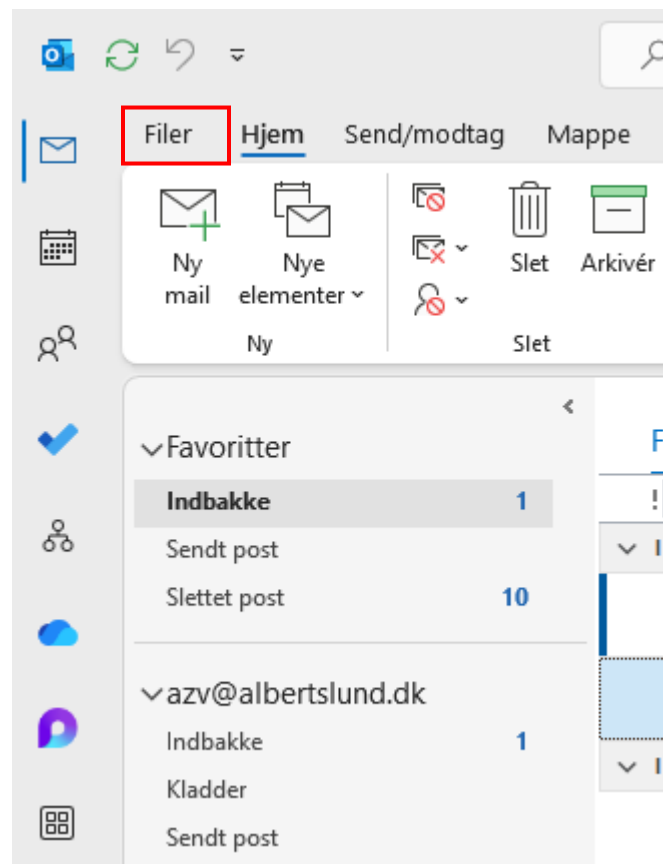 Filer Hjem Send/modtag Mappe
Ny mail
Nye elementer
Slet
Arkivér
Ny
Slet
Favoritter
Indbakke 1
Sendt post
Slettet post 10
azv@albertslund.dk
Indbakke 1
Kladder
Sendt post